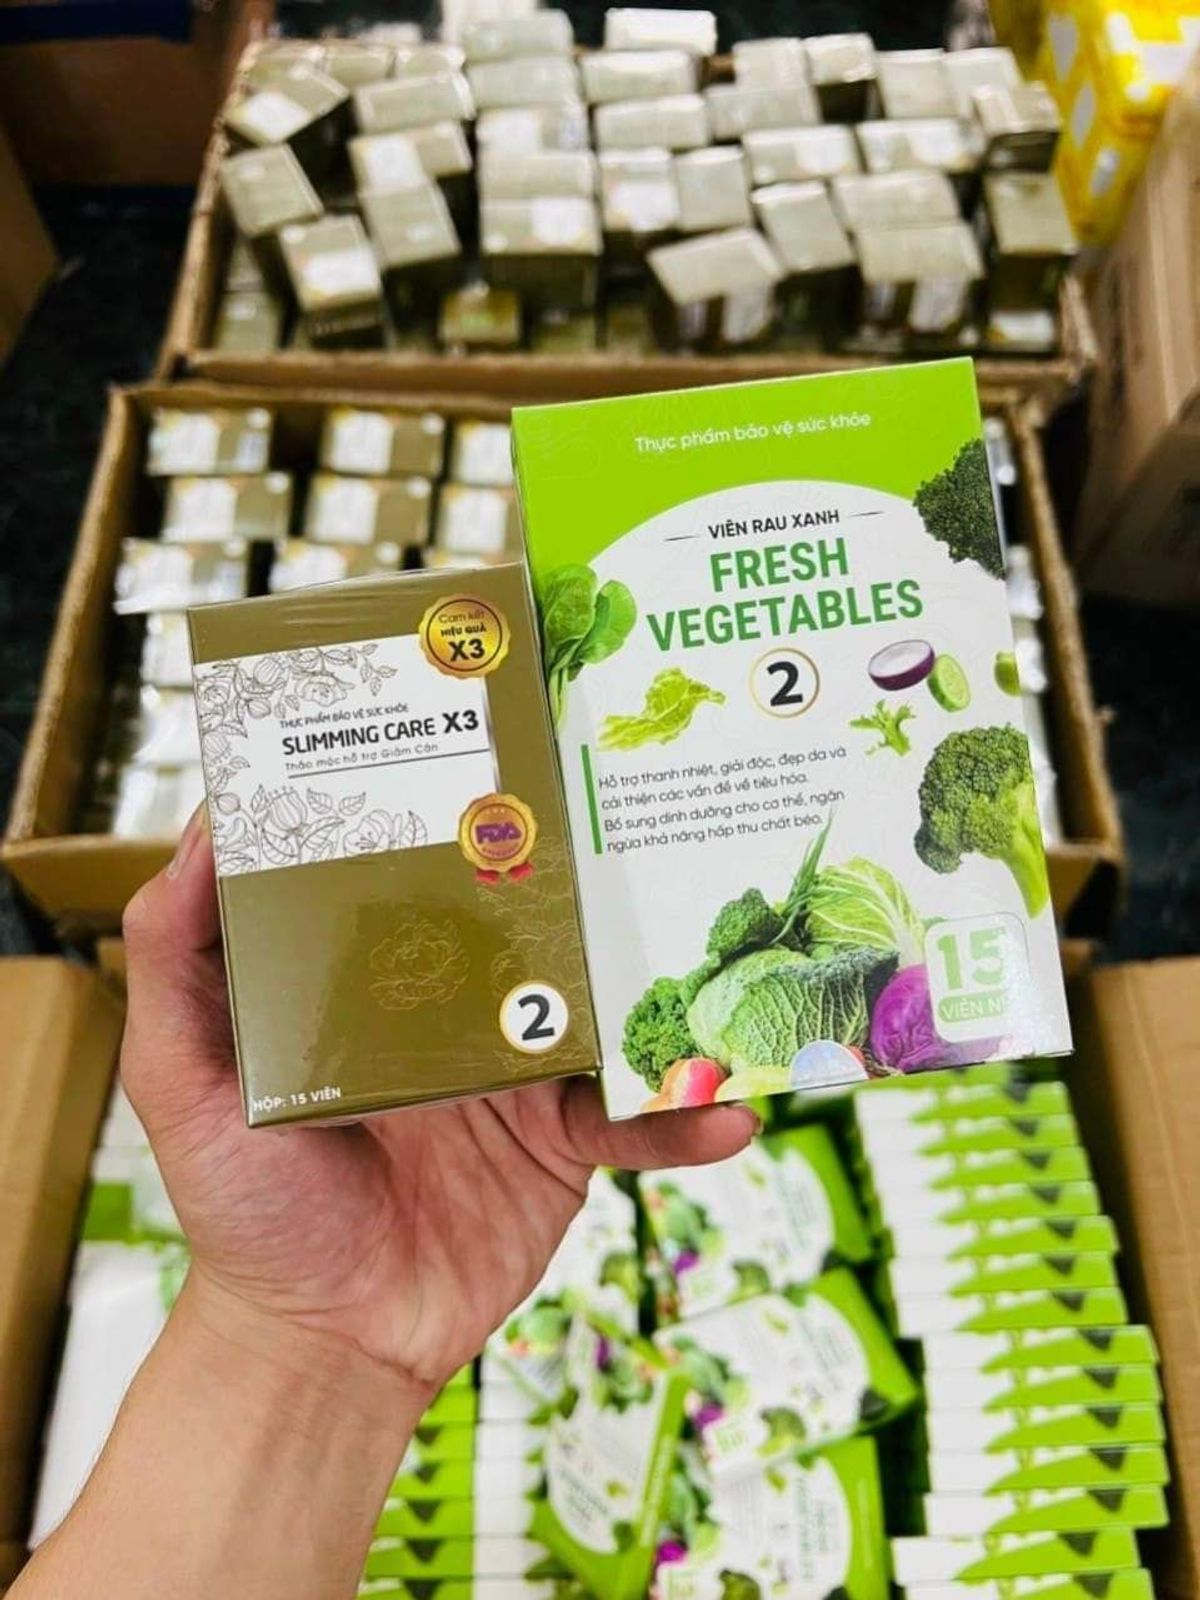 Thực phẩm bảo vệ sức khỏe
VIÊN RAU XANH
FRESH
VEGETABLES
2
Hỗ trợ thanh nhiệt, giải độc, đẹp da và
cải thiện các vấn đề về tiêu hóa.
Bổ sung dinh dưỡng cho cơ thể, ngăn
ngừa khả năng hấp thu chất béo.
15
VIÊN
Cam kết
HIỆU QUẢ
X3
THỰC PHẨM BẢO VỆ SỨC KHỎE
SLIMMING CARE X3
Thảo mộc hỗ trợ Giảm Cân
FDA
2
HỘP: 15 VIÊN